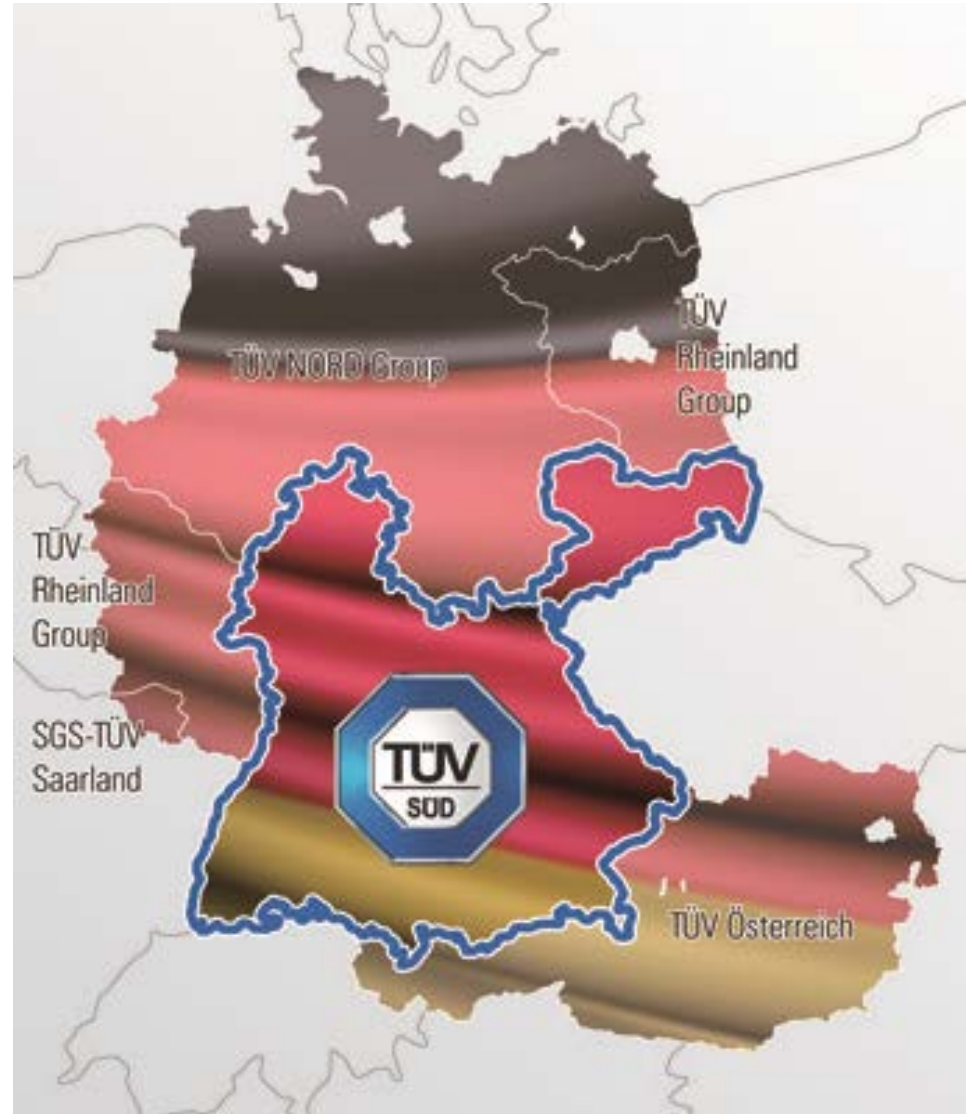 TÜV
Rheinland
Group
TÜV NORD Group
TÜV
Rheinland
Group
SGS-TÜV
Saarland
TÜV
SÜD
TÜV Österreich